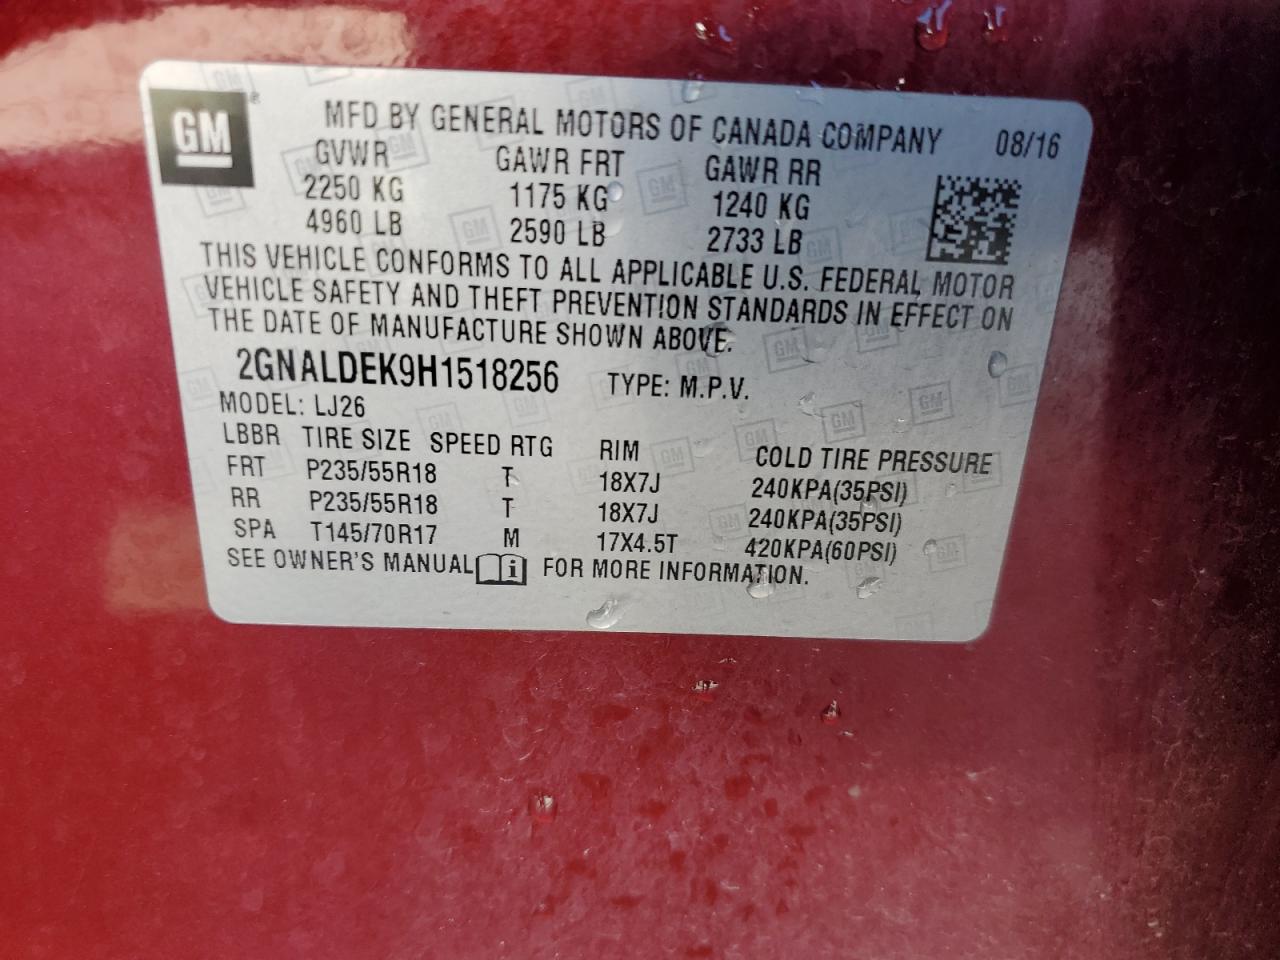 GM
MFD BY GENERAL MOTORS OF CANADA COMPANY 08/16
GVWR GAWR FRT GAWR RR
2250 KG 1175 KG 1240 KG
4960 LB 2590 LB 2733 LB
THIS VEHICLE CONFORMS TO ALL APPLICABLE U.S. FEDERAL MOTOR
VEHICLE SAFETY AND THEFT PREVENTION STANDARDS IN EFFECT ON
THE DATE OF MANUFACTURE SHOWN ABOVE.
2GNALDEK9H1518256 TYPE: M.P.V.
MODEL: LJ26
LBBR TIRE SIZE SPEED RTG RIM COLD TIRE PRESSURE
FRT P235/55R18 T 18X7J 240KPA(35PSI)
RR P235/55R18 T 18X7J 240KPA(35PSI)
SPA T145/70R17 M 17X4.5T 420KPA(60PSI)
SEE OWNER'S MANUAL i FOR MORE INFORMATION.